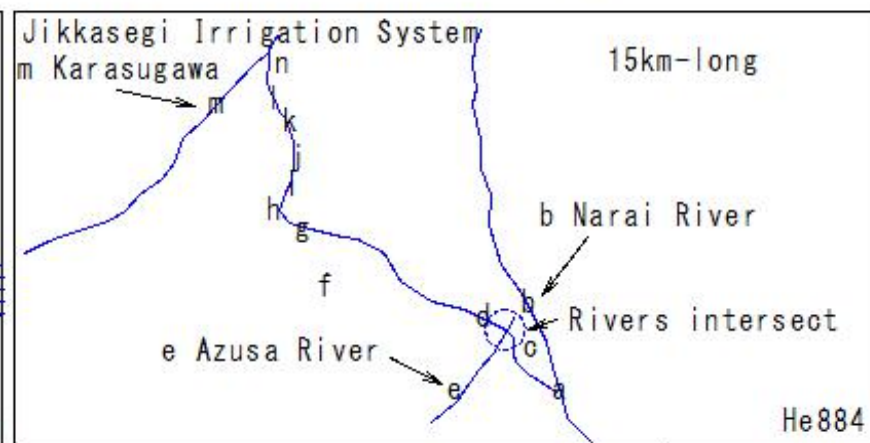 Jikkasegi Irrigation System
m Karasugawa
15km-long
n
m
l
k
j
i
h
g
b Narai River
f
b
d
Rivers intersect
c
e Azusa River
e
a
He884